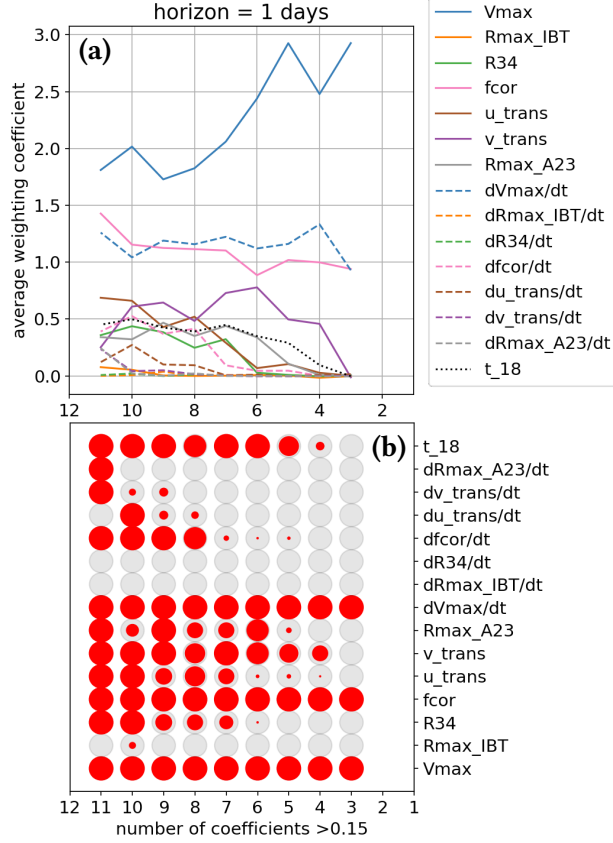 horizon = 1 days
(a)
average weighting coefficient
3.0
2.5
2.0
1.5
1.0
0.5
0.0
12 10 8 6 4 2
Vmax
Rmax_IBT
R34
fcor
u_trans
v_trans
Rmax_A23
dVmax/dt
dRmax_IBT/dt
dR34/dt
dfcor/dt
du_trans/dt
dv_trans/dt
dRmax_A23/dt
t_18
(b)
t_18
dRmax_A23/dt
dv_trans/dt
du_trans/dt
dfcor/dt
dR34/dt
dRmax_IBT/dt
dVmax/dt
Rmax_A23
v_trans
u_trans
fcor
R34
Rmax_IBT
Vmax
12 11 10 9 8 7 6 5 4 3 2 1
number of coefficients >0.15